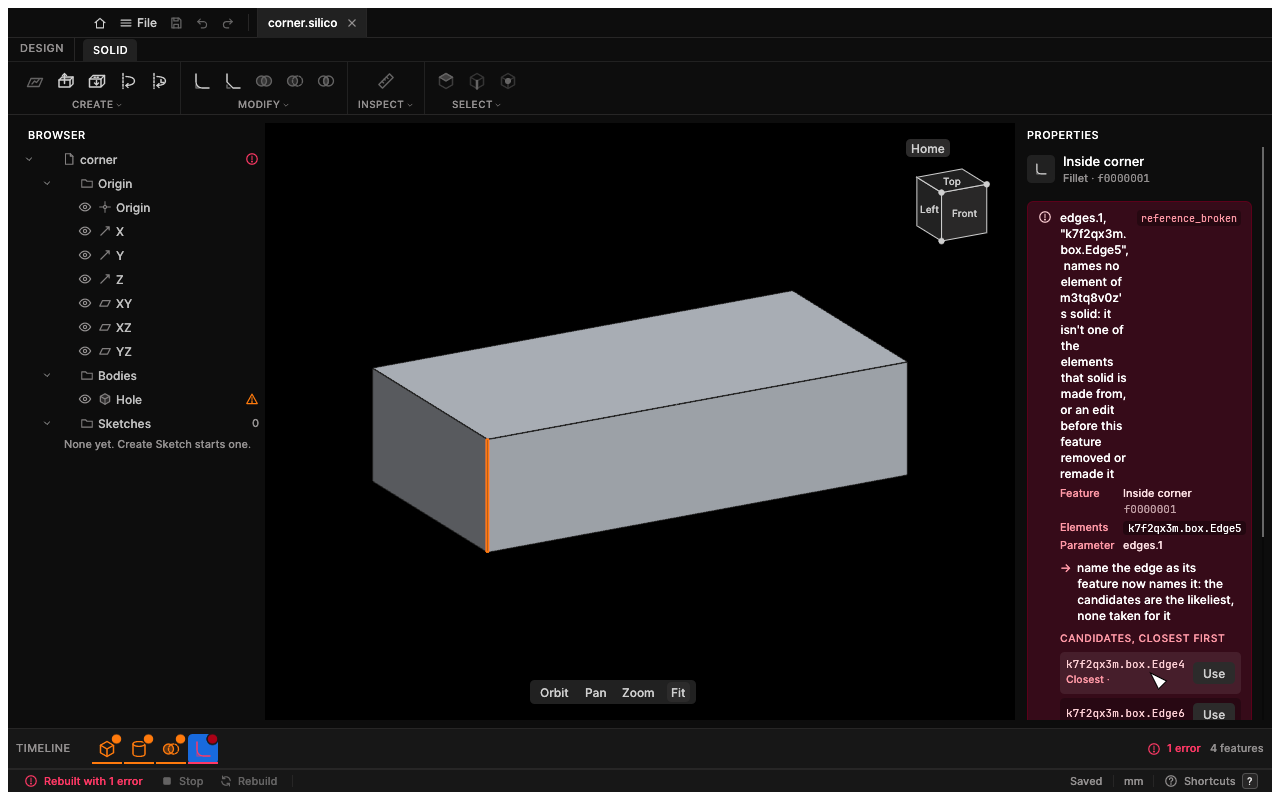 File
corner.silico
DESIGN
SOLID
CREATE
MODIFY
INSPECT
SELECT
BROWSER
corner
Origin
Origin
X
Y
Z
XY
XZ
YZ
Bodies
Hole
Sketches
0
None yet. Create Sketch starts one.
Home
Top
Left
Front
Orbit
Pan
Zoom
Fit
PROPERTIES
Inside corner
Fillet · f0000001
edges.1,
"k7f2qx3m.
box.Edge5",
names no
element of
m3tq8v0z'
s solid: it
isn't one of
the
elements
that solid is
made from,
or an edit
before this
feature
removed or
remade it
reference_broken
Feature
Inside corner
f0000001
Elements
k7f2qx3m.box.Edge5
Parameter
edges.1
→ name the edge as its
feature now names it: the
candidates are the likeliest,
none taken for it
CANDIDATES, CLOSEST FIRST
k7f2qx3m.box.Edge4
Closest ·
Use
k7f2qx3m.box.Edge6
Use
TIMELINE
1 error
4 features
Rebuilt with 1 error
Stop
Rebuild
Saved
mm
Shortcuts
?